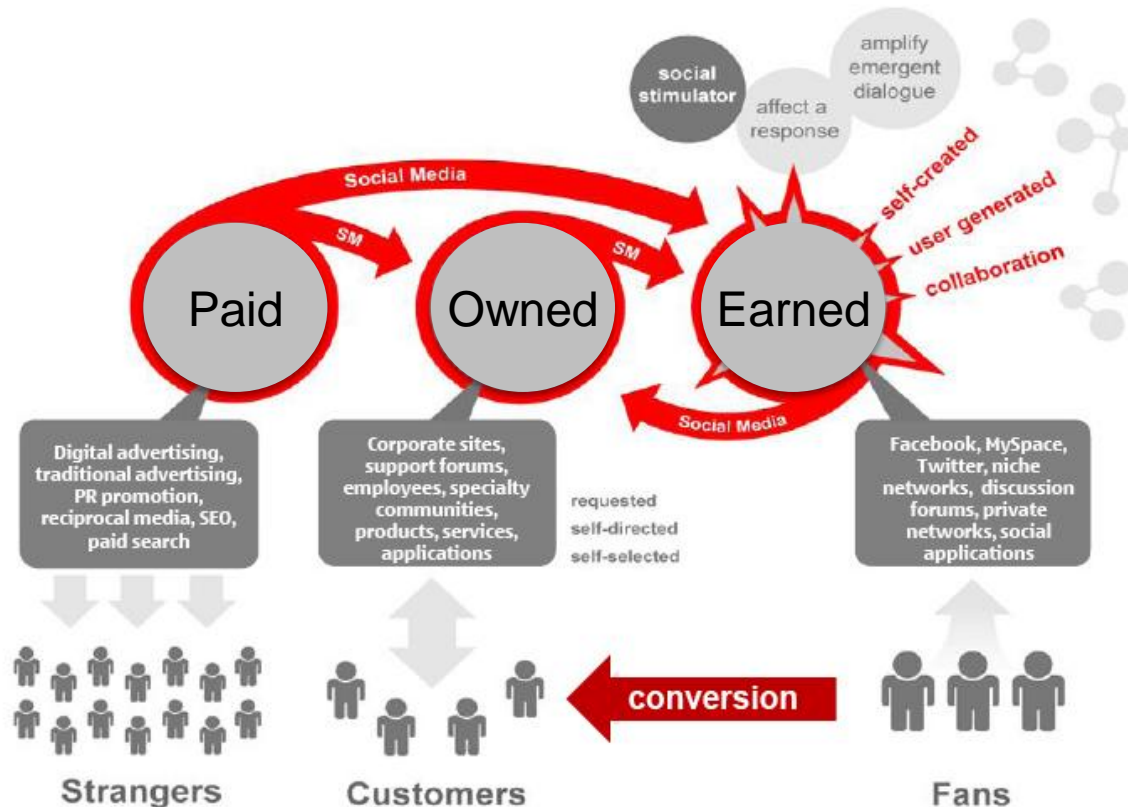 social
stimulator
affect a
response
amplify
emergent
dialogue
self-created
user generated
collaboration
Social Media
SM
SM
Paid
Owned
Earned
Social Media
Digital advertising,
traditional advertising,
PR promotion,
reciprocal media, SEO,
paid search
Corporate sites,
support forums,
employees, specialty
communities,
products, services,
applications
requested
self-directed
self-selected
Facebook, MySpace,
Twitter, niche
networks, discussion
forums, private
networks, social
applications
conversion
Strangers
Customers
Fans